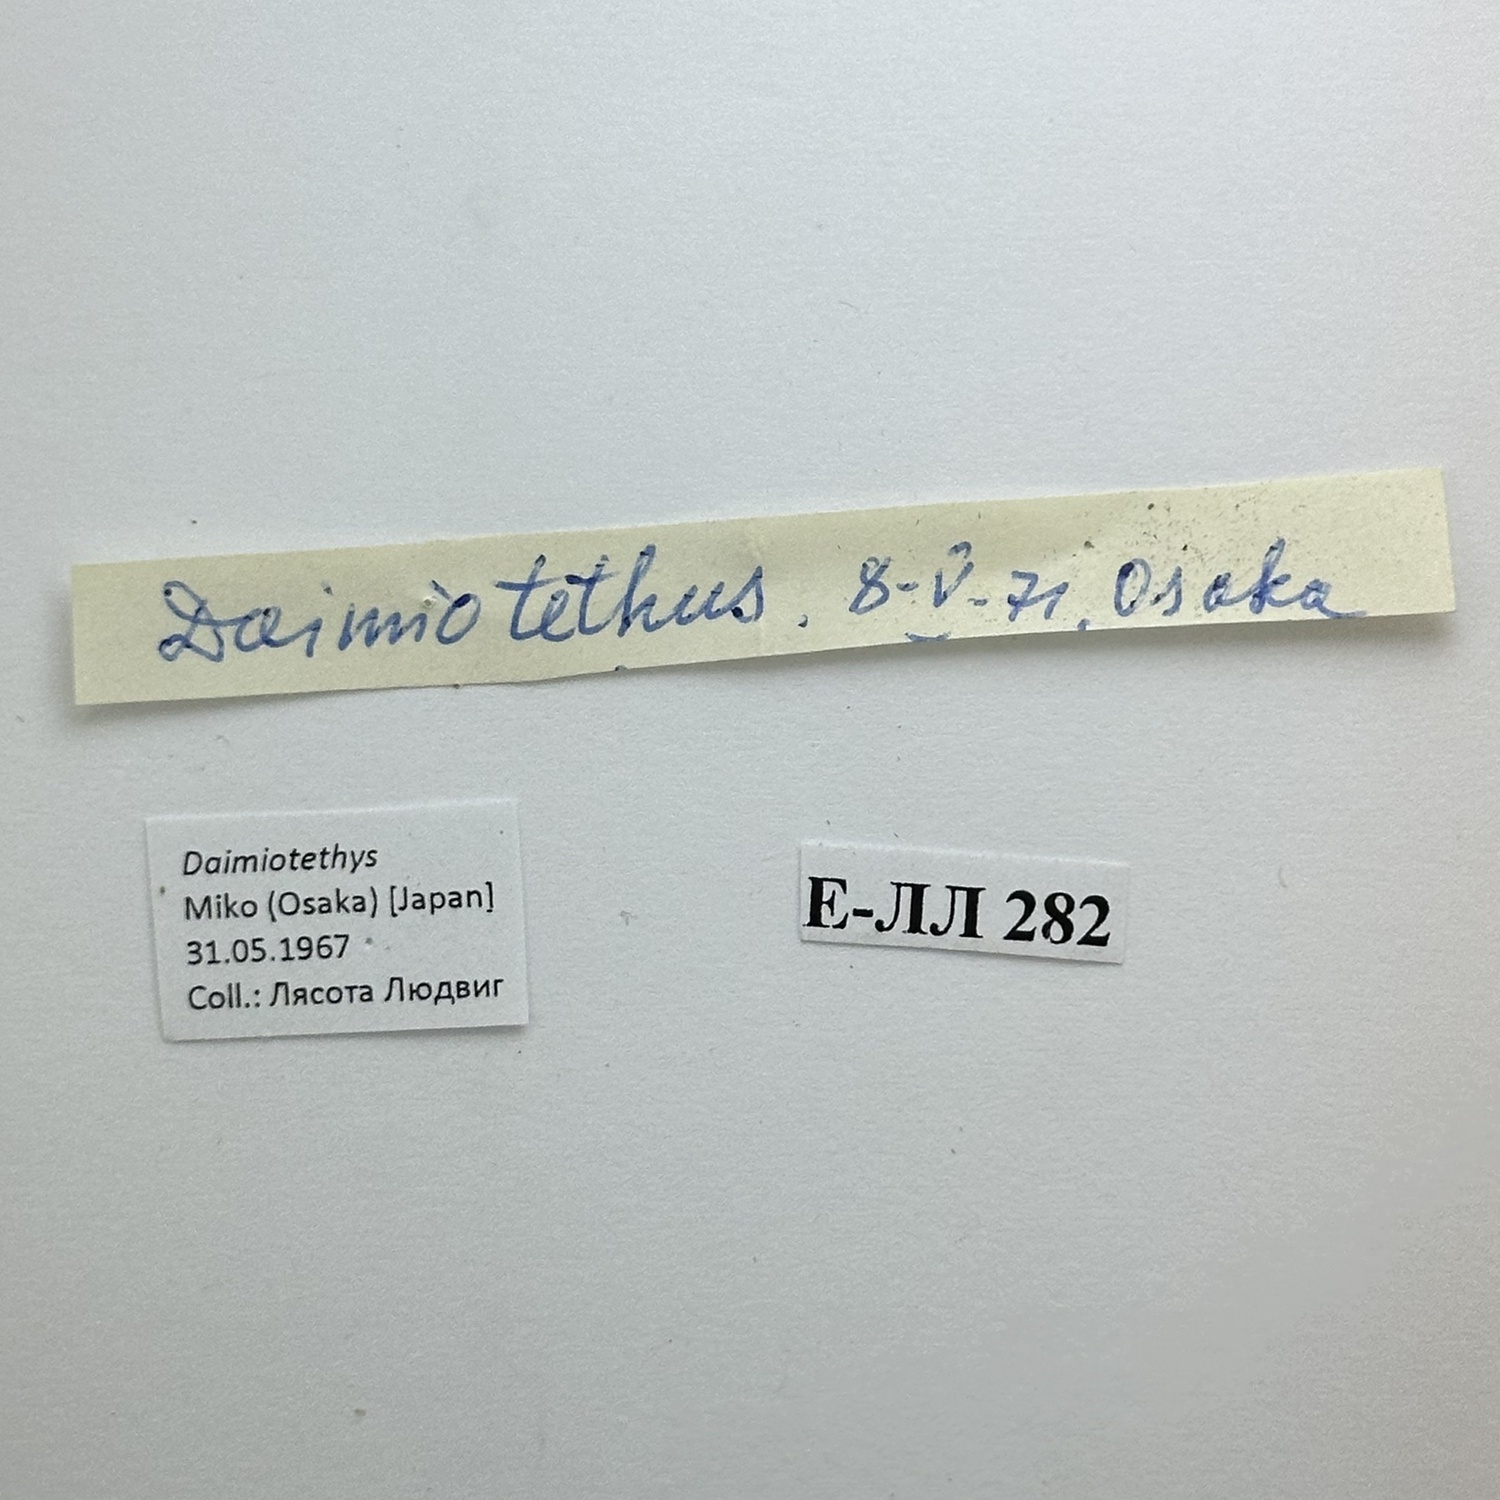 Daimiotethus. 8-V-71, Osaka
Daimiotethys
Miko (Osaka) [Japan]
31.05.1967
Coll.: Лясота Людвиг
Е-ЛЛ 282